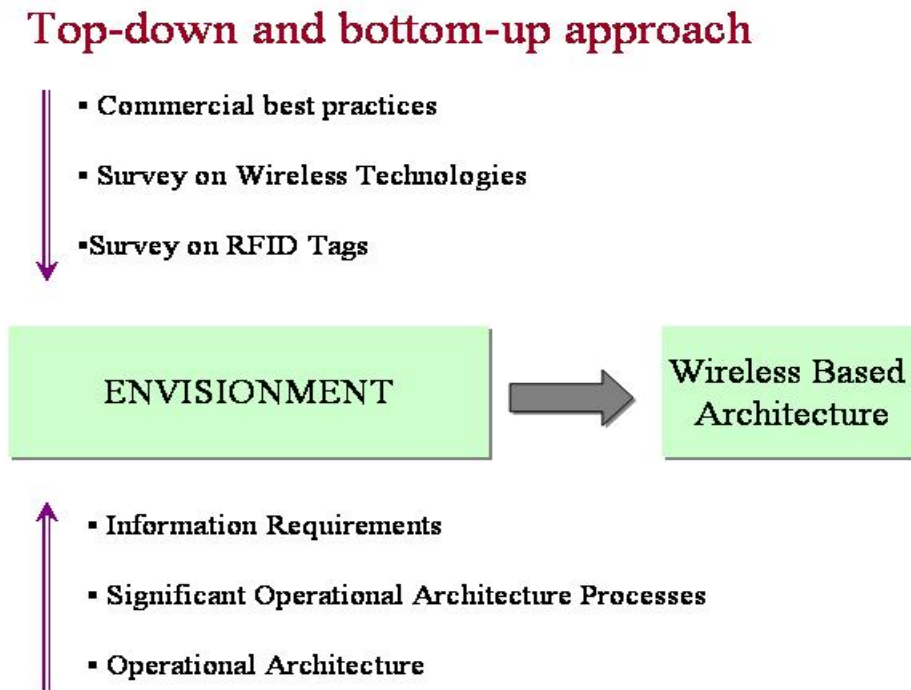 Top-down and bottom-up approach
▪ Commercial best practices
▪ Survey on Wireless Technologies
▪Survey on RFID Tags
ENVISIONMENT
Wireless Based
Architecture
▪ Information Requirements
▪ Significant Operational Architecture Processes
▪ Operational Architecture